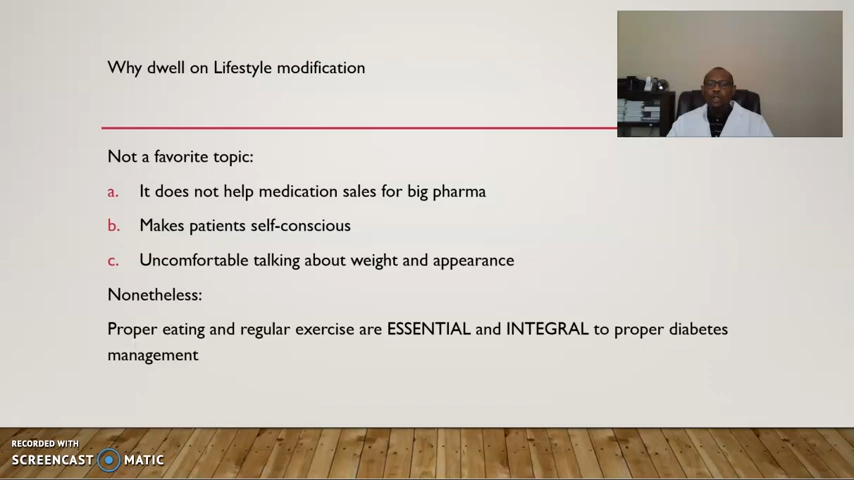 Why dwell on Lifestyle modification
Not a favorite topic:
a. It does not help medication sales for big pharma
b. Makes patients self-conscious
c. Uncomfortable talking about weight and appearance
Nonetheless:
Proper eating and regular exercise are ESSENTIAL and INTEGRAL to proper diabetes
management
RECORDED WITH
SCREENCAST MATIC